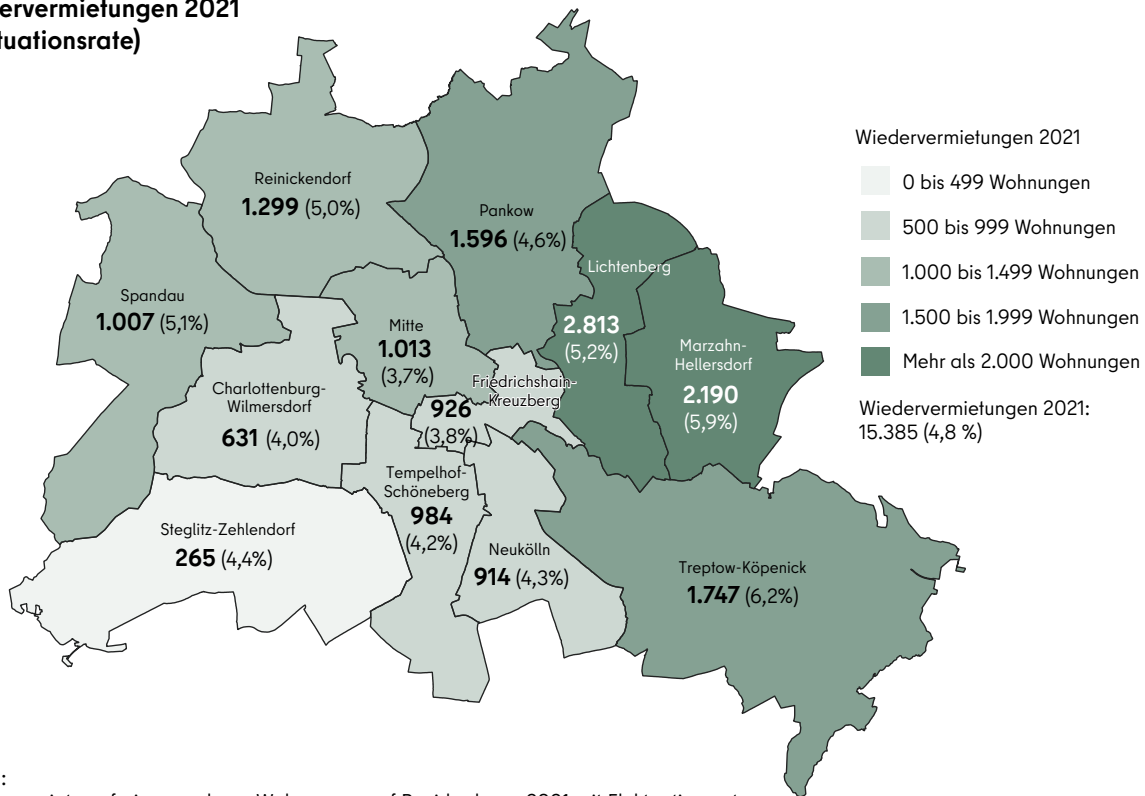 ervermietungen 2021
tuationsrate)
Reinickendorf
1.299 (5,0%)
Pankow
1.596 (4,6%)
Lichtenberg
2.813
(5,2%)
Marzahn-
Hellersdorf
2.190
(5,9%)
Spandau
1.007 (5,1%)
Mitte
1.013
(3,7%)
Friedrichshain-
Kreuzberg
926
(3,8%)
Charlottenburg-
Wilmersdorf
631 (4,0%)
Tempelhof-
Schöneberg
984
(4,2%)
Steglitz-Zehlendorf
265 (4,4%)
Neukölln
914 (4,3%)
Treptow-Köpenick
1.747 (6,2%)
Wiedervermietungen 2021
0 bis 499 Wohnungen
500 bis 999 Wohnungen
1.000 bis 1.499 Wohnungen
1.500 bis 1.999 Wohnungen
Mehr als 2.000 Wohnungen
Wiedervermietungen 2021:
15.385 (4,8 %)
: